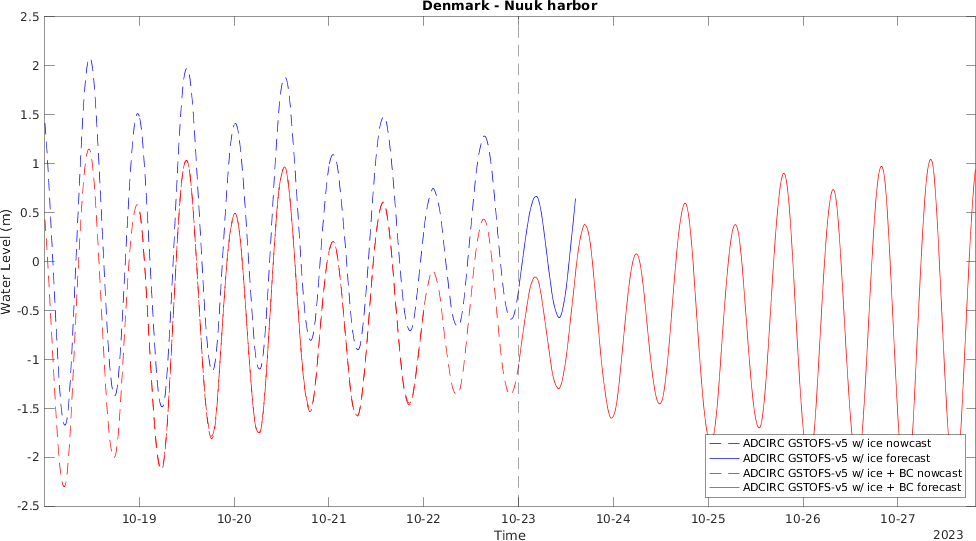 Denmark - Nuuk harbor
2.5
2
1.5
1
0.5
0
-0.5
-1
-1.5
-2
-2.5
Water Level (m)
10-19 10-20 10-21 10-22 10-23 10-24 10-25 10-26 10-27
Time
2023
ADCIRC GSTOFS-v5 w/ ice nowcast
ADCIRC GSTOFS-v5 w/ ice forecast
ADCIRC GSTOFS-v5 w/ ice + BC nowcast
ADCIRC GSTOFS-v5 w/ ice + BC forecast